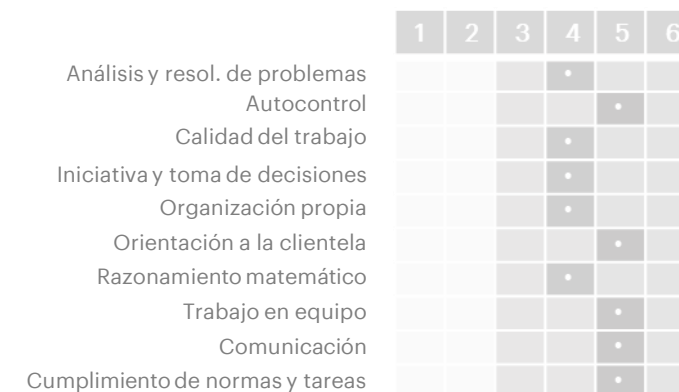 1 2 3 4 5 6
Análisis y resol. de problemas
Autocontrol
Calidad del trabajo
Iniciativa y toma de decisiones
Organización propia
Orientación a la clientela
Razonamiento matemático
Trabajo en equipo
Comunicación
Cumplimiento de normas y tareas